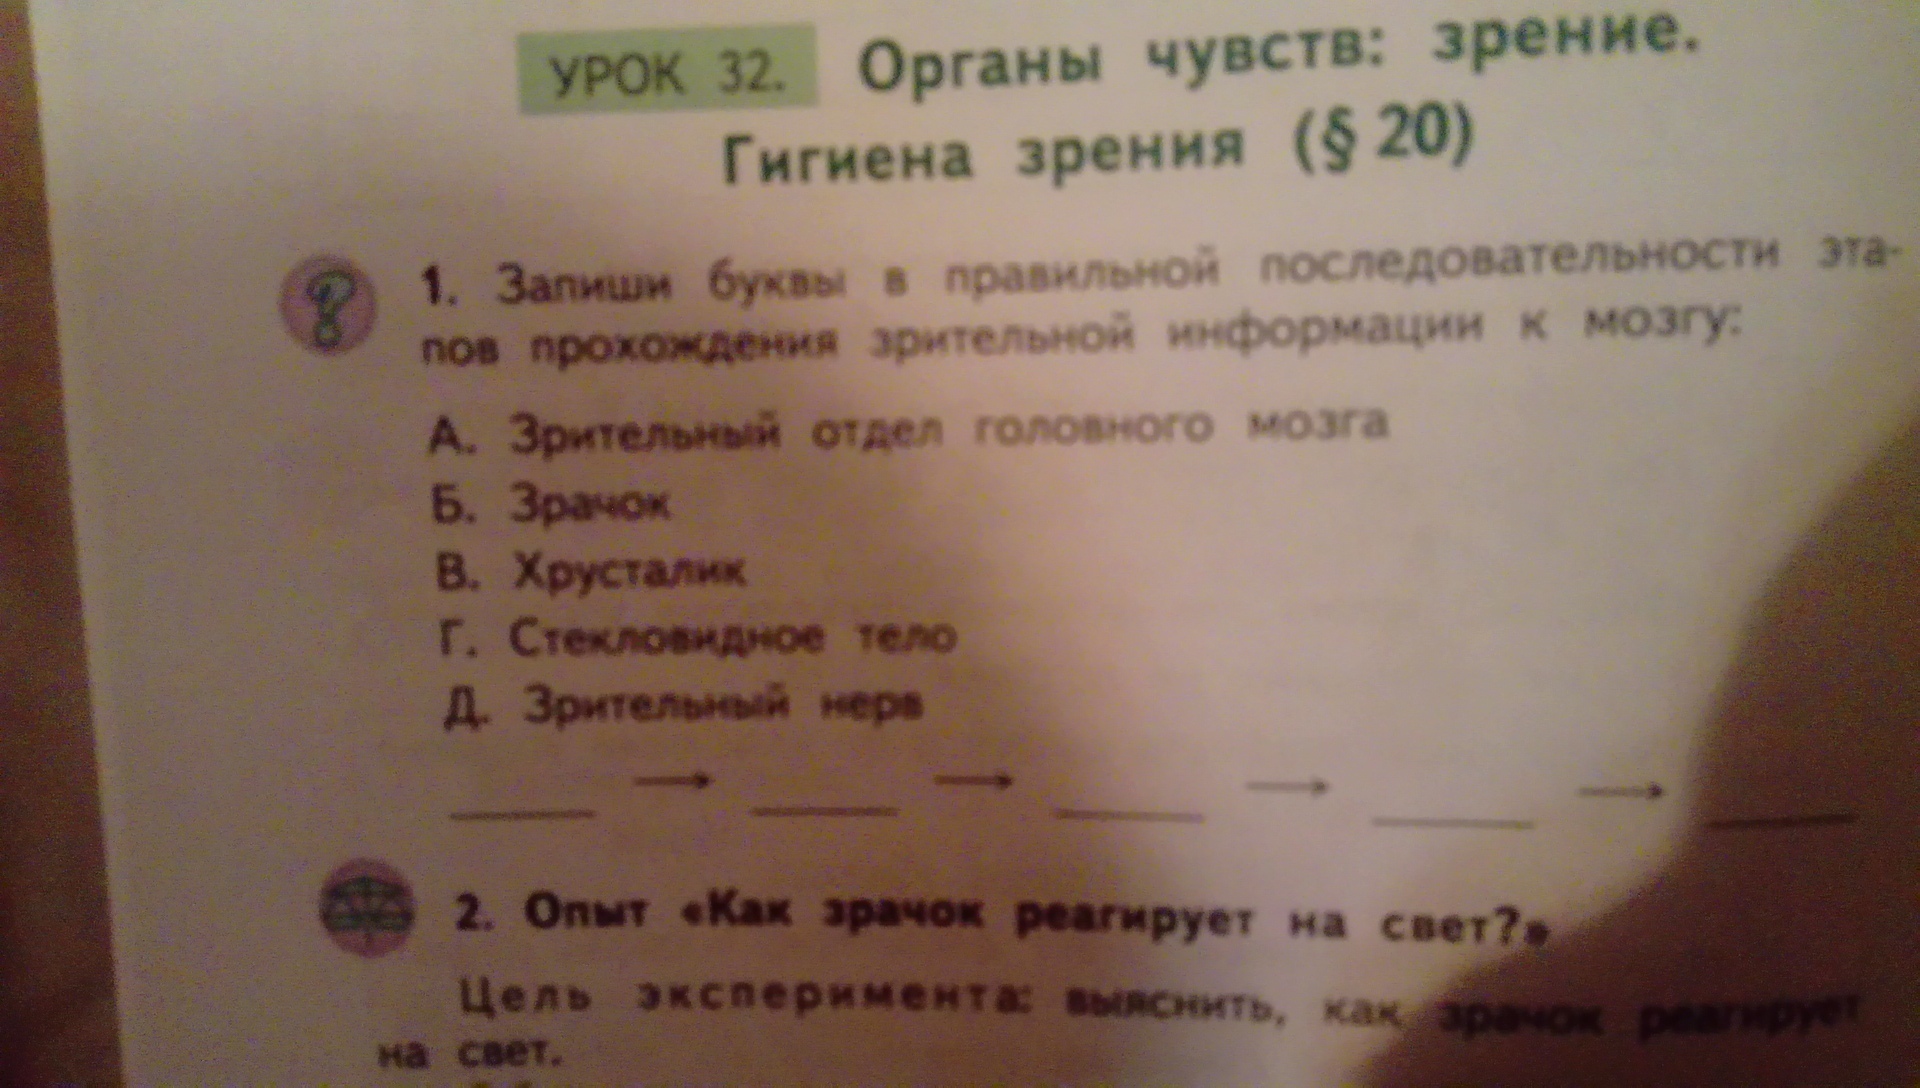 УРОК 32. Органы чувств: зрение.
Гигиена зрения (§ 20)
1. Запиши буквы в правильной последовательности эта-
пов прохождения зрительной информации к мозгу:
А. Зрительный отдел головного мозга
Б. Зрачок
В. Хрусталик
Г. Стекловидное тело
Д. Зрительный нерв
2. Опыт «Как зрачок реагирует на свет?»
Цель эксперимента: выяснить, как зрачок реагирует
на свет.